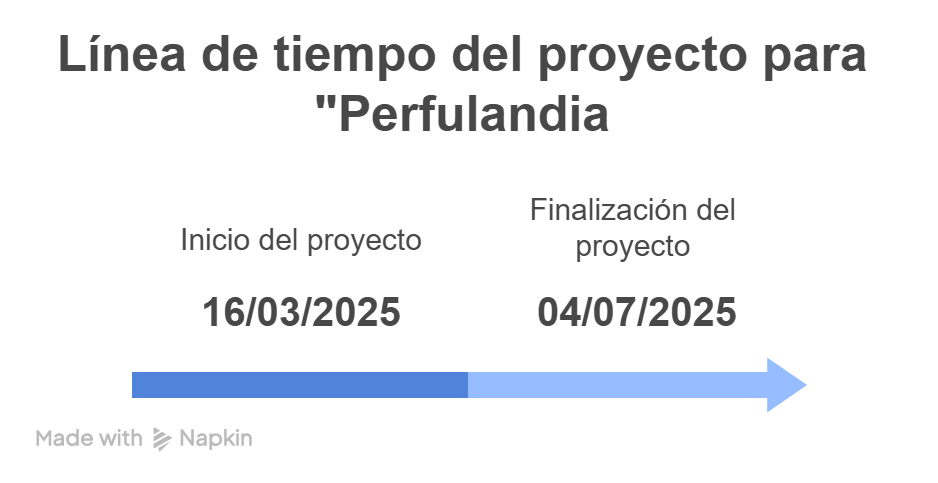 Línea de tiempo del proyecto para
"Perfulandia
Inicio del proyecto
Finalización del
proyecto
16/03/2025
04/07/2025
Made with Napkin